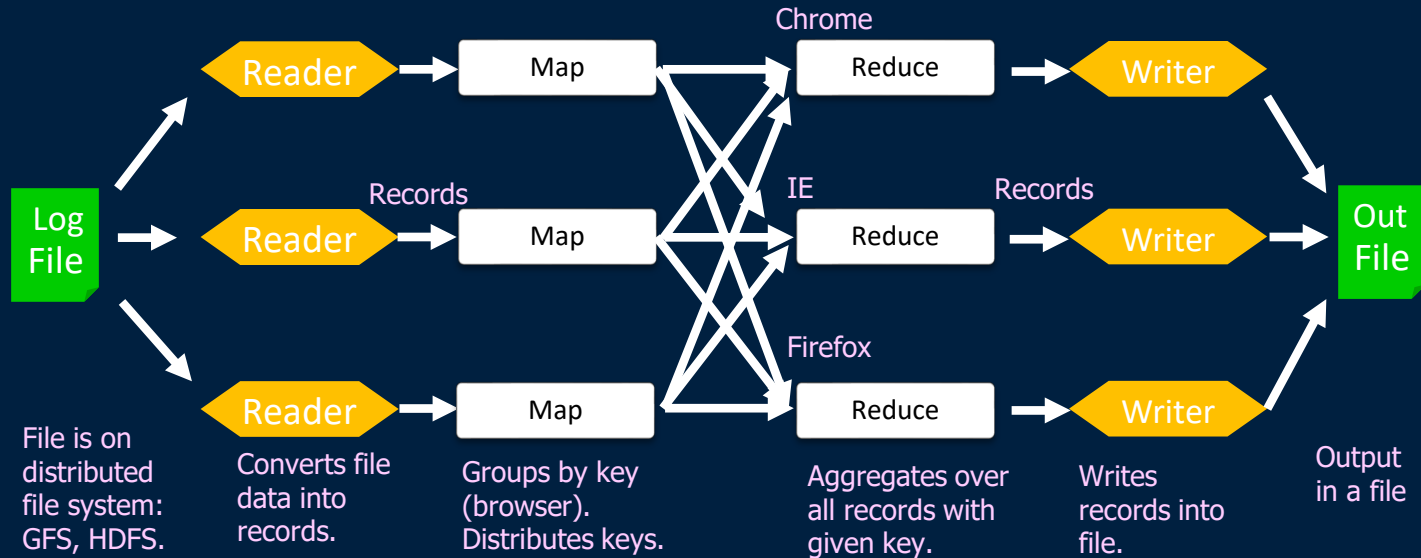 Chrome
Reader
Map
Reduce
Writer
Log
File
Records
Reader
Map
IE
Reduce
Records
Writer
Out
File
Firefox
Reader
Map
Reduce
Writer
File is on
distributed
file system:
GFS, HDFS.
Converts file
data into
records.
Groups by key
(browser).
Distributes keys.
Aggregates over
all records with
given key.
Writes
records into
file.
Output
in a file